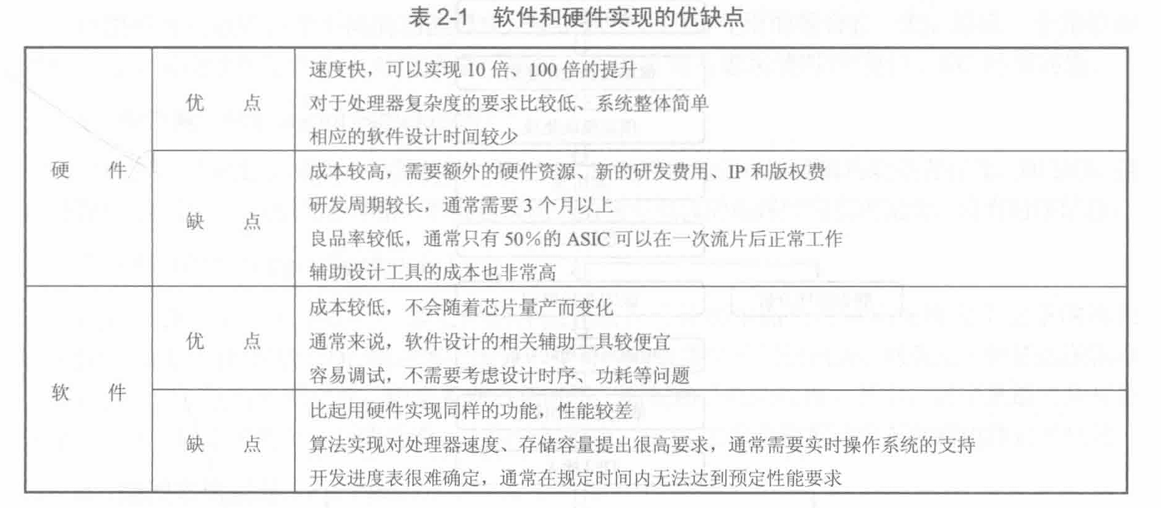 表 2-1 软件和硬件实现的优缺点
硬 件
优 点
速度快，可以实现 10 倍、100 倍的提升
对于处理器复杂度的要求比较低、系统整体简单
相应的软件设计时间较少
缺 点
成本较高，需要额外的硬件资源、新的研发费用、IP 和版权费
研发周期较长，通常需要 3 个月以上
良品率较低，通常只有 50%的 ASIC 可以在一次流片后正常工作
辅助设计工具的成本也非常高
软 件
优 点
成本较低，不会随着芯片量产而变化
通常来说，软件设计的相关辅助工具较便宜
容易调试，不需要考虑设计时序、功耗等问题
缺 点
比起用硬件实现同样的功能，性能较差
算法实现对处理器速度、存储容量提出很高要求，通常需要实时操作系统的支持
开发进度表很难确定，通常在规定时间内无法达到预定性能要求